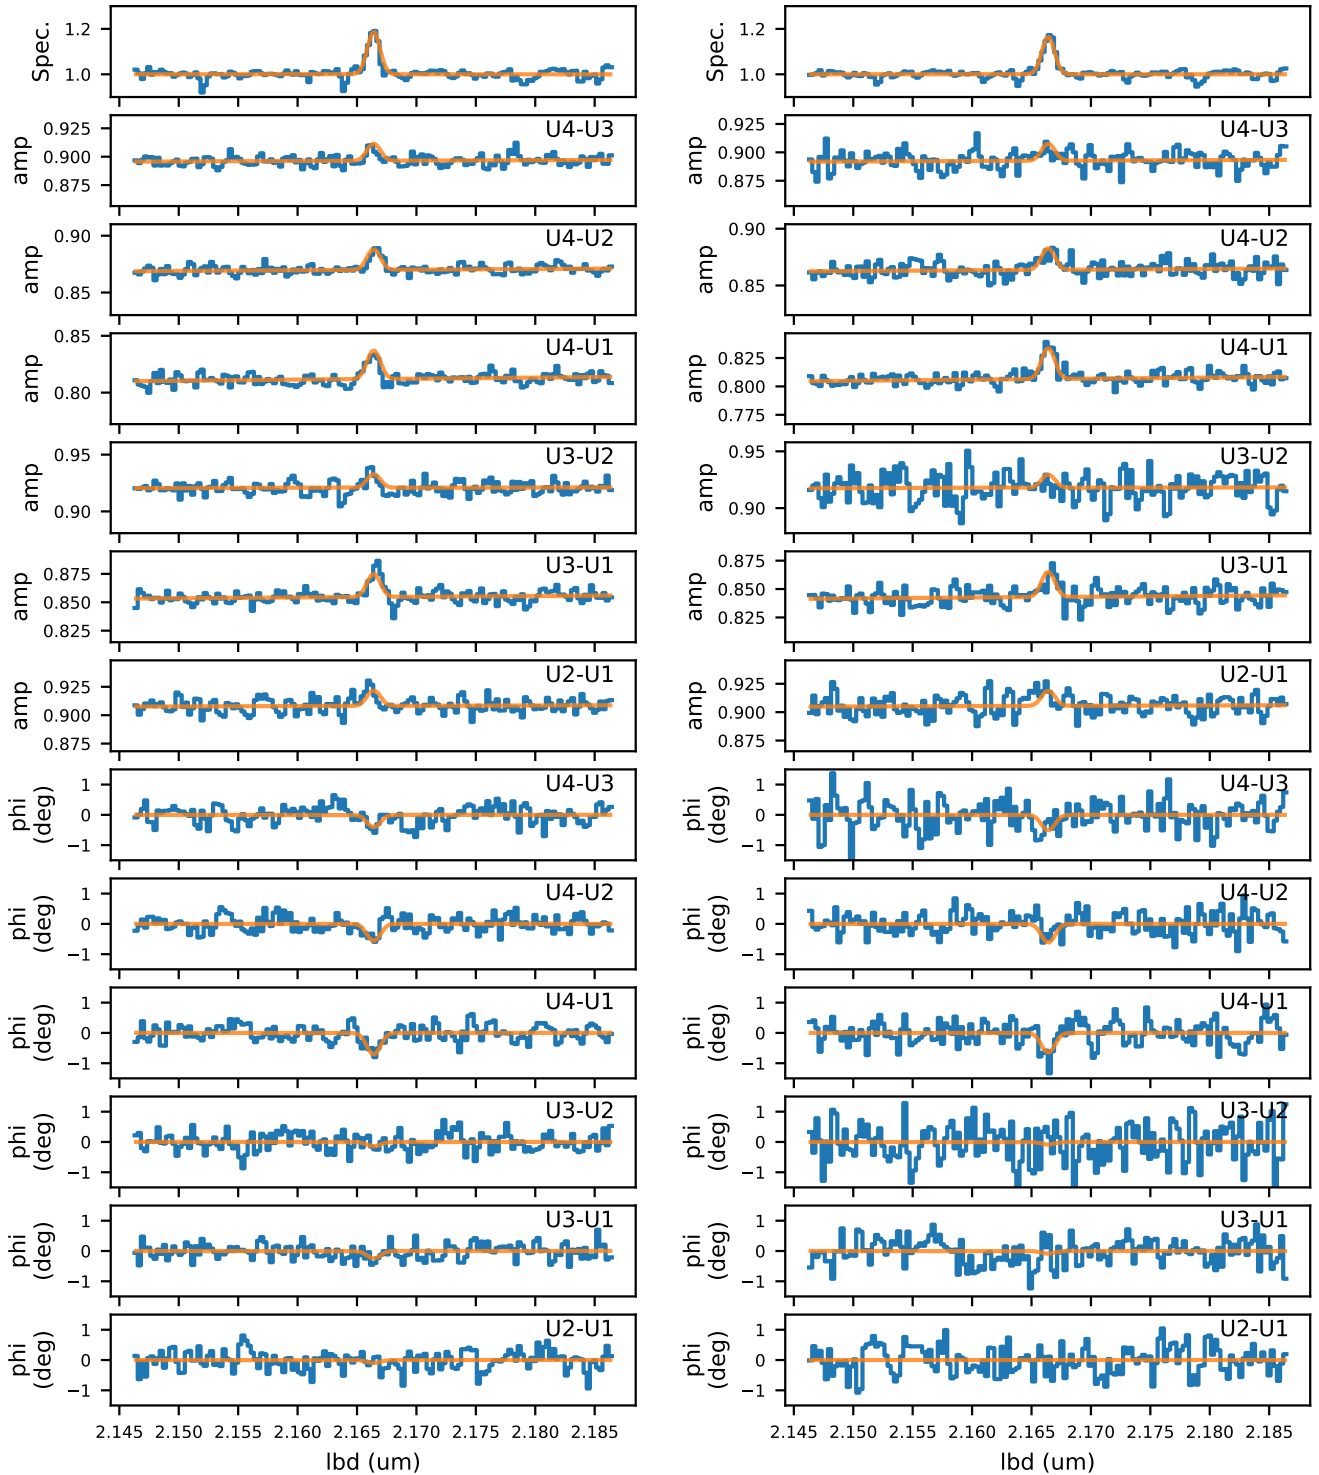 Spec.
1.2
1.0
Spec.
1.2
1.0
amp
0.925
0.900
0.875
U4-U3
amp
0.925
0.900
0.875
U4-U3
amp
0.90
0.85
U4-U2
amp
0.90
0.85
U4-U2
amp
0.85
0.80
U4-U1
amp
0.825
0.800
0.775
U4-U1
amp
0.95
0.90
U3-U2
amp
0.95
0.90
U3-U2
amp
0.875
0.850
0.825
U3-U1
amp
0.875
0.850
0.825
U3-U1
amp
0.925
0.900
0.875
U2-U1
amp
0.925
0.900
0.875
U2-U1
phi
(deg)
1
0
−1
U4-U3
phi
(deg)
1
0
−1
U4-U3
phi
(deg)
1
0
−1
U4-U2
phi
(deg)
1
0
−1
U4-U2
phi
(deg)
1
0
−1
U4-U1
phi
(deg)
1
0
−1
U4-U1
phi
(deg)
1
0
−1
U3-U2
phi
(deg)
1
0
−1
U3-U2
phi
(deg)
1
0
−1
U3-U1
phi
(deg)
1
0
−1
U3-U1
phi
(deg)
1
0
−1
U2-U1
phi
(deg)
1
0
−1
U2-U1
2.145 2.150 2.155 2.160 2.165 2.170 2.175 2.180 2.185
lbd (um)
2.145 2.150 2.155 2.160 2.165 2.170 2.175 2.180 2.185
lbd (um)